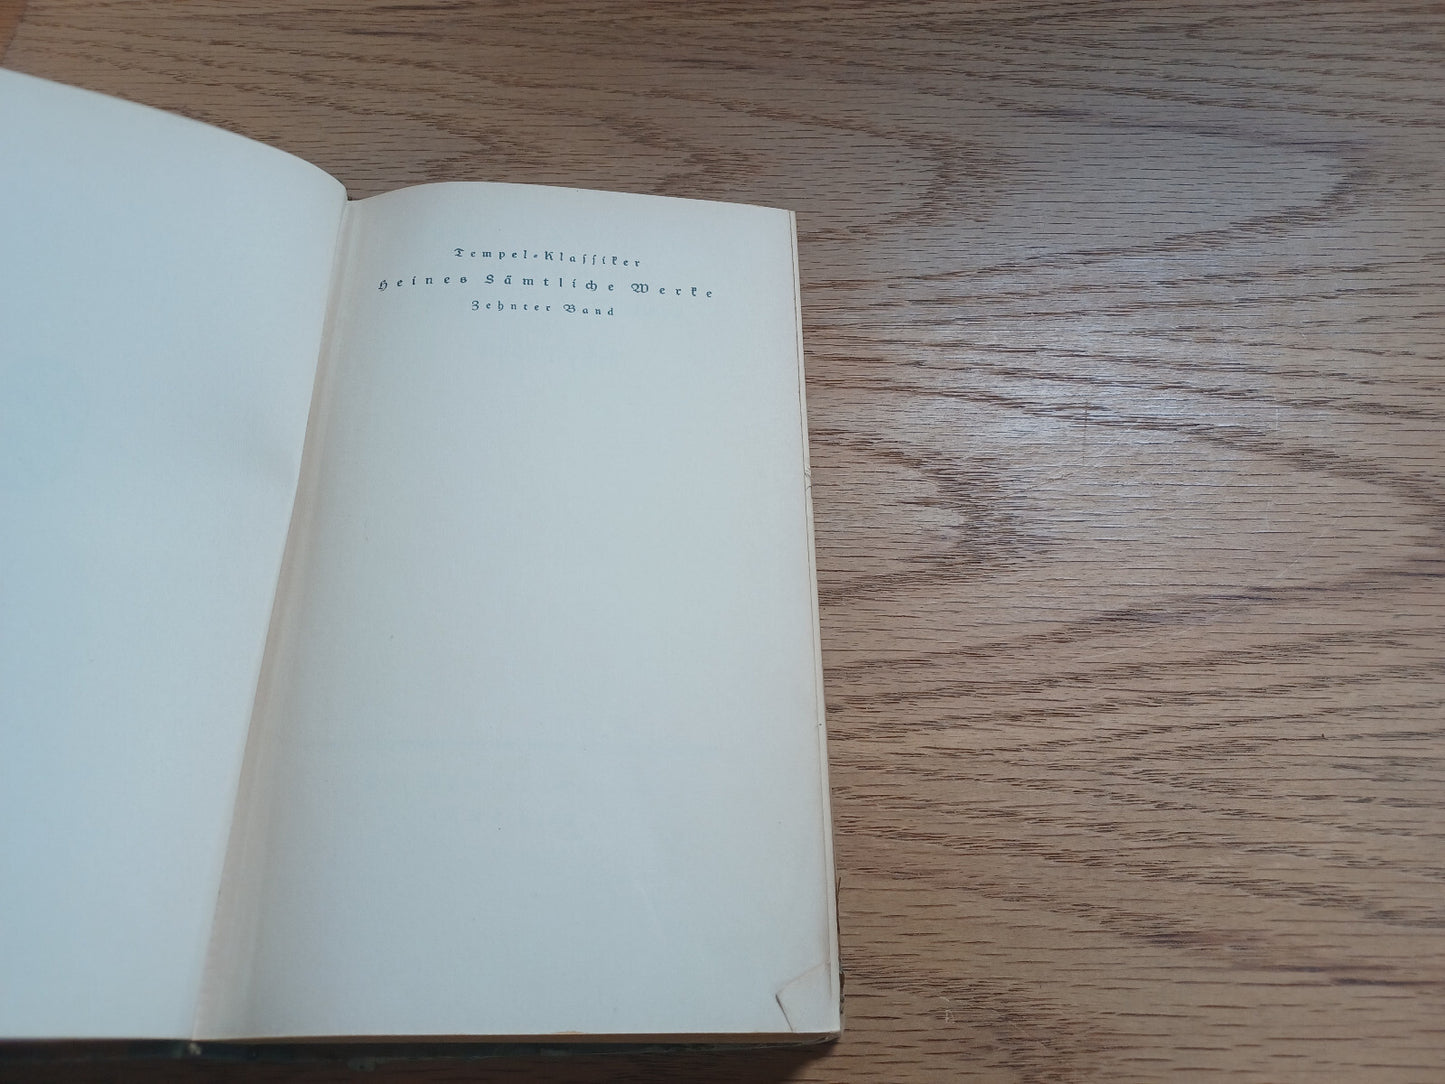 Tempel-Klaſſiker
Heines Sämtliche Werke
Zehnter Band